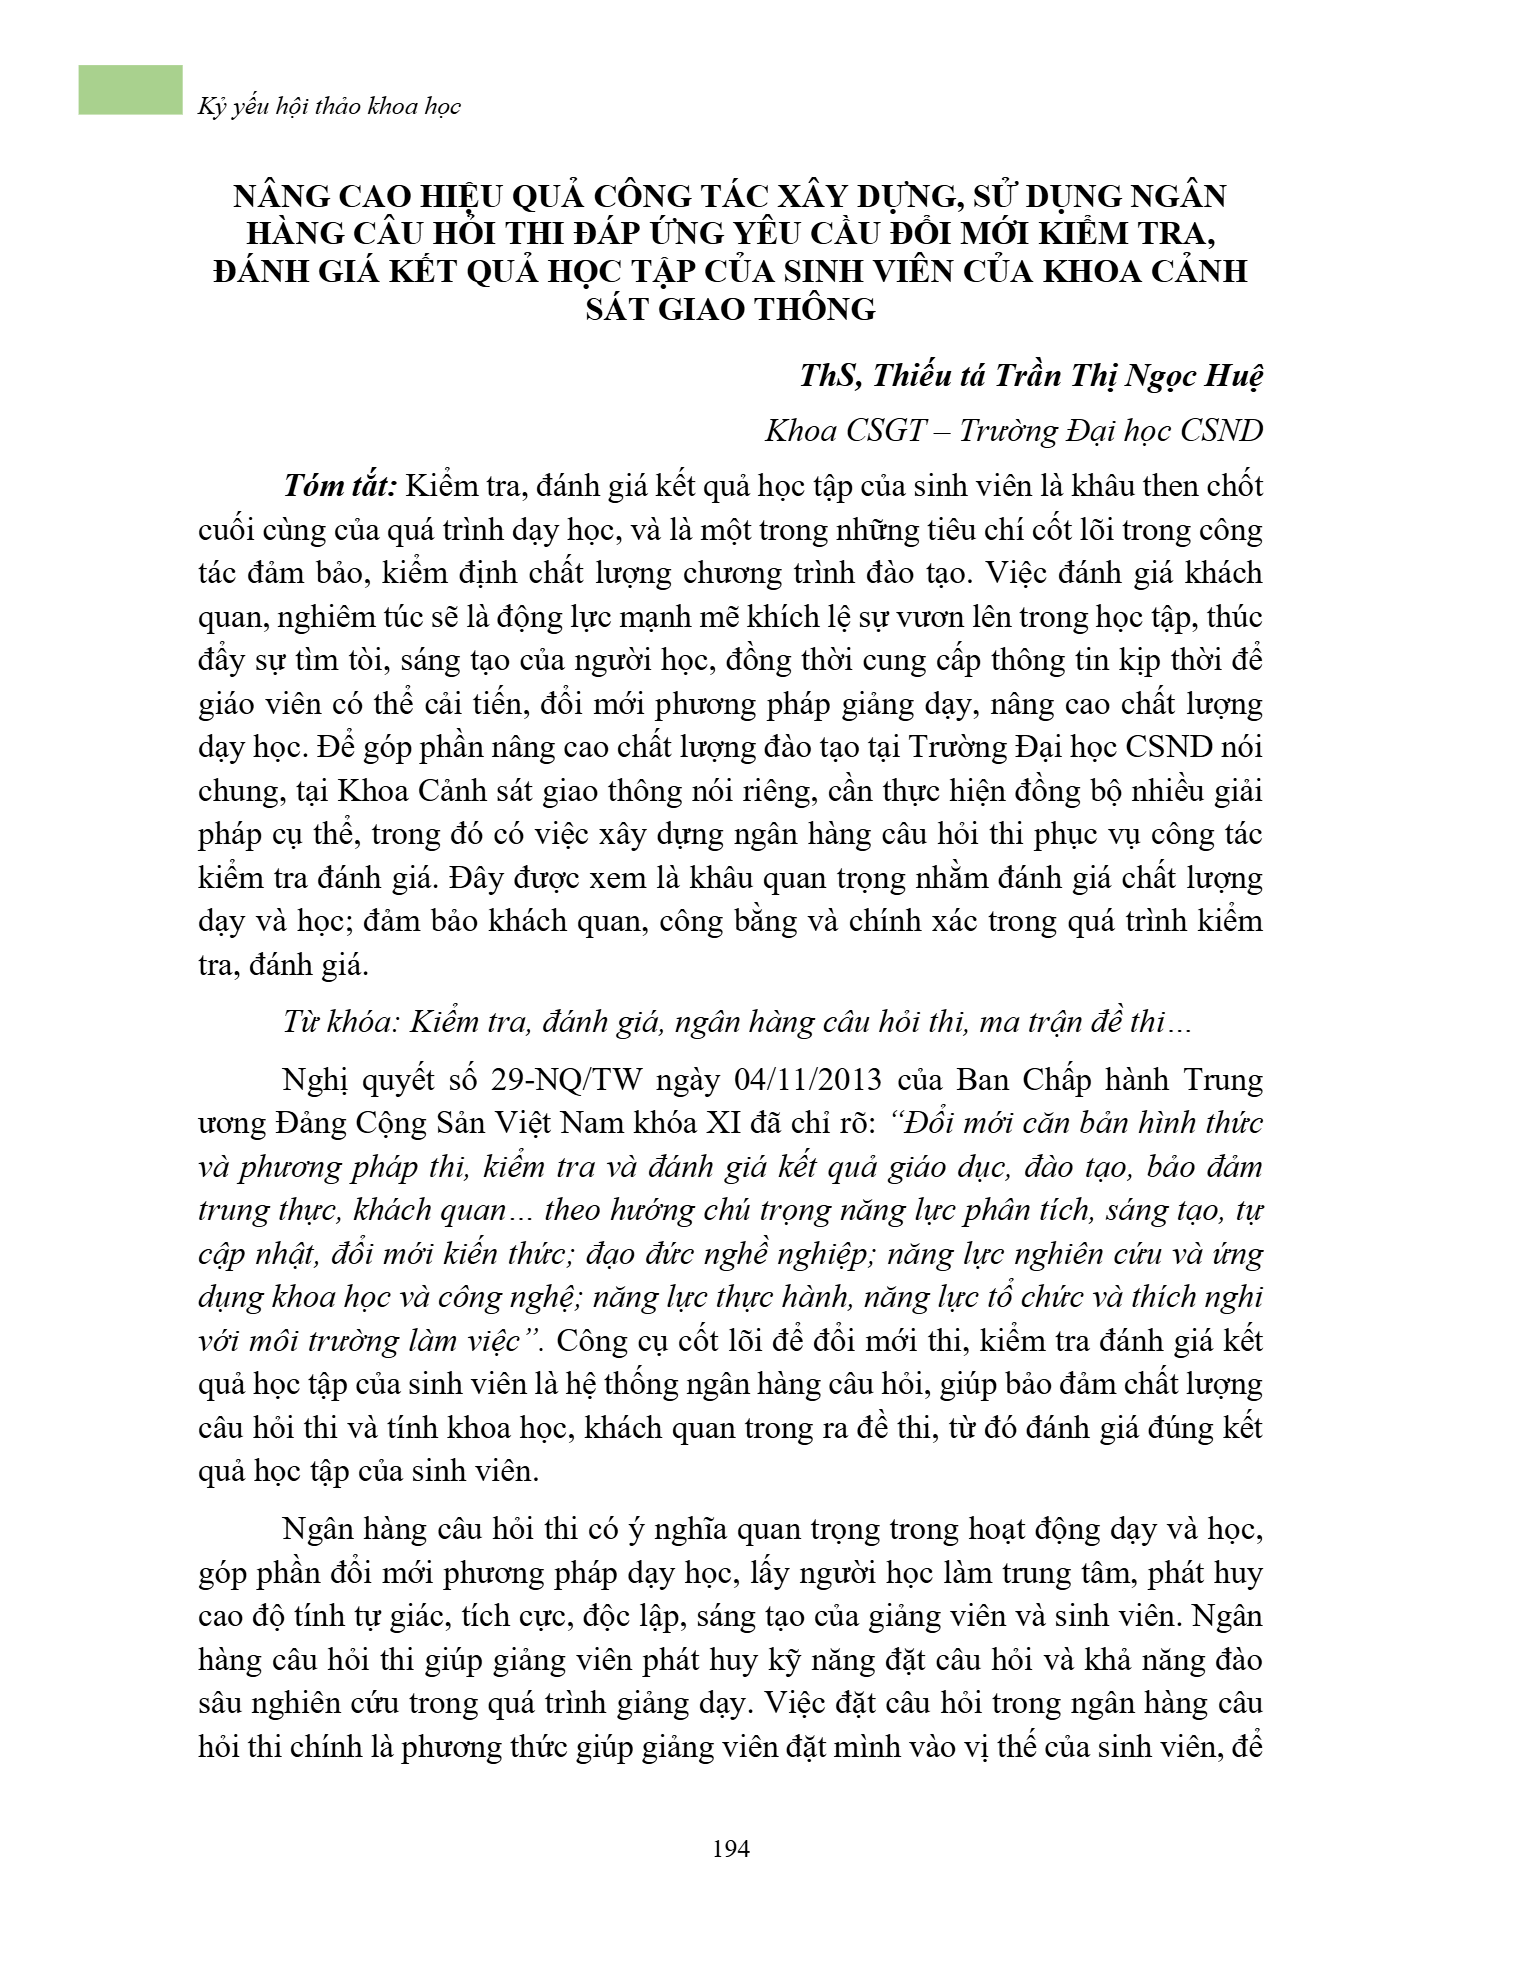 Kỷ yếu hội thảo khoa học
NÂNG CAO HIỆU QUẢ CÔNG TÁC XÂY DỰNG, SỬ DỤNG NGÂN
HÀNG CÂU HỎI THI ĐÁP ỨNG YÊU CẦU ĐỔI MỚI KIỂM TRA,
ĐÁNH GIÁ KẾT QUẢ HỌC TẬP CỦA SINH VIÊN CỦA KHOA CẢNH
SÁT GIAO THÔNG
ThS, Thiếu tá Trần Thị Ngọc Huệ
Khoa CSGT – Trường Đại học CSND
Tóm tắt: Kiểm tra, đánh giá kết quả học tập của sinh viên là khâu then chốt
cuối cùng của quá trình dạy học, và là một trong những tiêu chí cốt lõi trong công
tác đảm bảo, kiểm định chất lượng chương trình đào tạo. Việc đánh giá khách
quan, nghiêm túc sẽ là động lực mạnh mẽ khích lệ sự vươn lên trong học tập, thúc
đẩy sự tìm tòi, sáng tạo của người học, đồng thời cung cấp thông tin kịp thời để
giáo viên có thể cải tiến, đổi mới phương pháp giảng dạy, nâng cao chất lượng
dạy học. Để góp phần nâng cao chất lượng đào tạo tại Trường Đại học CSND nói
chung, tại Khoa Cảnh sát giao thông nói riêng, cần thực hiện đồng bộ nhiều giải
pháp cụ thể, trong đó có việc xây dựng ngân hàng câu hỏi thi phục vụ công tác
kiểm tra đánh giá. Đây được xem là khâu quan trọng nhằm đánh giá chất lượng
dạy và học; đảm bảo khách quan, công bằng và chính xác trong quá trình kiểm
tra, đánh giá.
Từ khóa: Kiểm tra, đánh giá, ngân hàng câu hỏi thi, ma trận đề thi…
Nghị quyết số 29-NQ/TW ngày 04/11/2013 của Ban Chấp hành Trung
ương Đảng Cộng Sản Việt Nam khóa XI đã chỉ rõ: “Đổi mới căn bản hình thức
và phương pháp thi, kiểm tra và đánh giá kết quả giáo dục, đào tạo, bảo đảm
trung thực, khách quan… theo hướng chú trọng năng lực phân tích, sáng tạo, tự
cập nhật, đổi mới kiến thức; đạo đức nghề nghiệp; năng lực nghiên cứu và ứng
dụng khoa học và công nghệ; năng lực thực hành, năng lực tổ chức và thích nghi
với môi trường làm việc”. Công cụ cốt lõi để đổi mới thi, kiểm tra đánh giá kết
quả học tập của sinh viên là hệ thống ngân hàng câu hỏi, giúp bảo đảm chất lượng
câu hỏi thi và tính khoa học, khách quan trong ra đề thi, từ đó đánh giá đúng kết
quả học tập của sinh viên.
Ngân hàng câu hỏi thi có ý nghĩa quan trọng trong hoạt động dạy và học,
góp phần đổi mới phương pháp dạy học, lấy người học làm trung tâm, phát huy
cao độ tính tự giác, tích cực, độc lập, sáng tạo của giảng viên và sinh viên. Ngân
hàng câu hỏi thi giúp giảng viên phát huy kỹ năng đặt câu hỏi và khả năng đào
sâu nghiên cứu trong quá trình giảng dạy. Việc đặt câu hỏi trong ngân hàng câu
hỏi thi chính là phương thức giúp giảng viên đặt mình vào vị thế của sinh viên, để
194